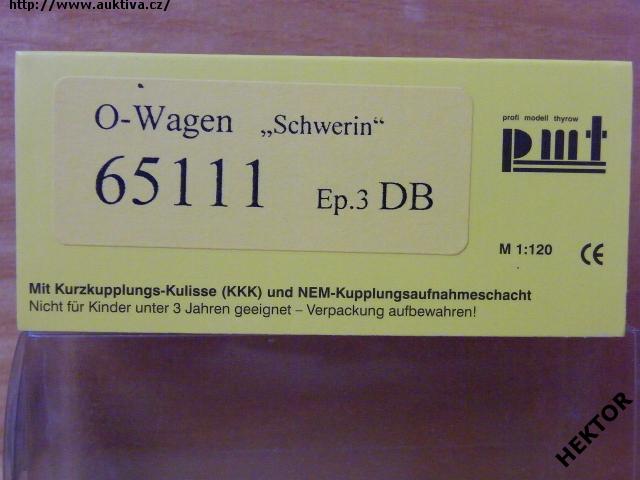 http://www.auktiva.cz/
O-Wagen „Schwerin“
65111 Ep.3 DB
profi modell thyrow
pmt
M 1:120
CE
Mit Kurzkupplungs-Kulisse (KKK) und NEM-Kupplungsaufnahmeschacht
Nicht für Kinder unter 3 Jahren geeignet – Verpackung aufbewahren!
HEKTOR